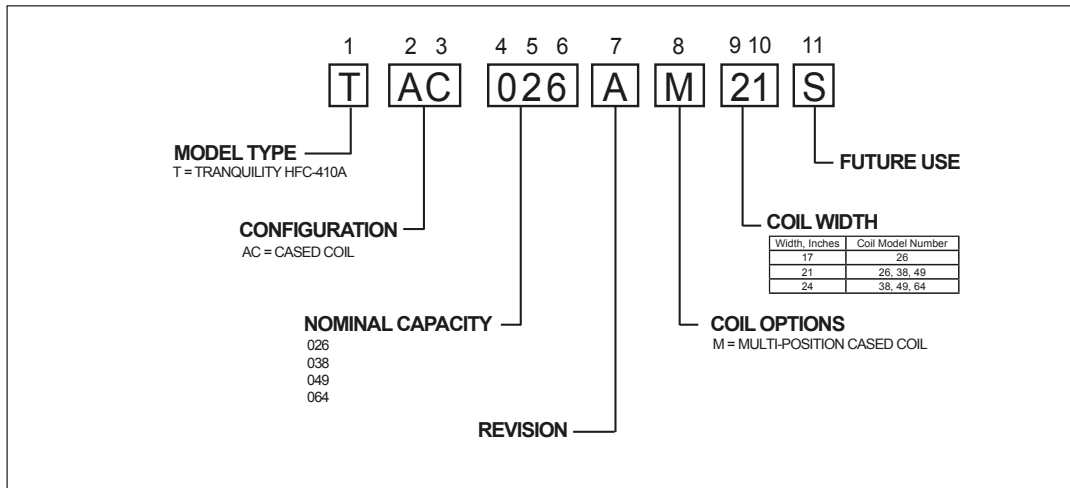 1 2 3 4 5 6 7 8 9 10 11
T AC 026 A M 21 S
MODEL TYPE
T = TRANQUILITY HFC-410A
FUTURE USE
CONFIGURATION
AC = CASED COIL
COIL WIDTH
Width, Inches Coil Model Number
17 26
21 26, 38, 49
24 38, 49, 64
NOMINAL CAPACITY
026
038
049
064
COIL OPTIONS
M = MULTI-POSITION CASED COIL
REVISION